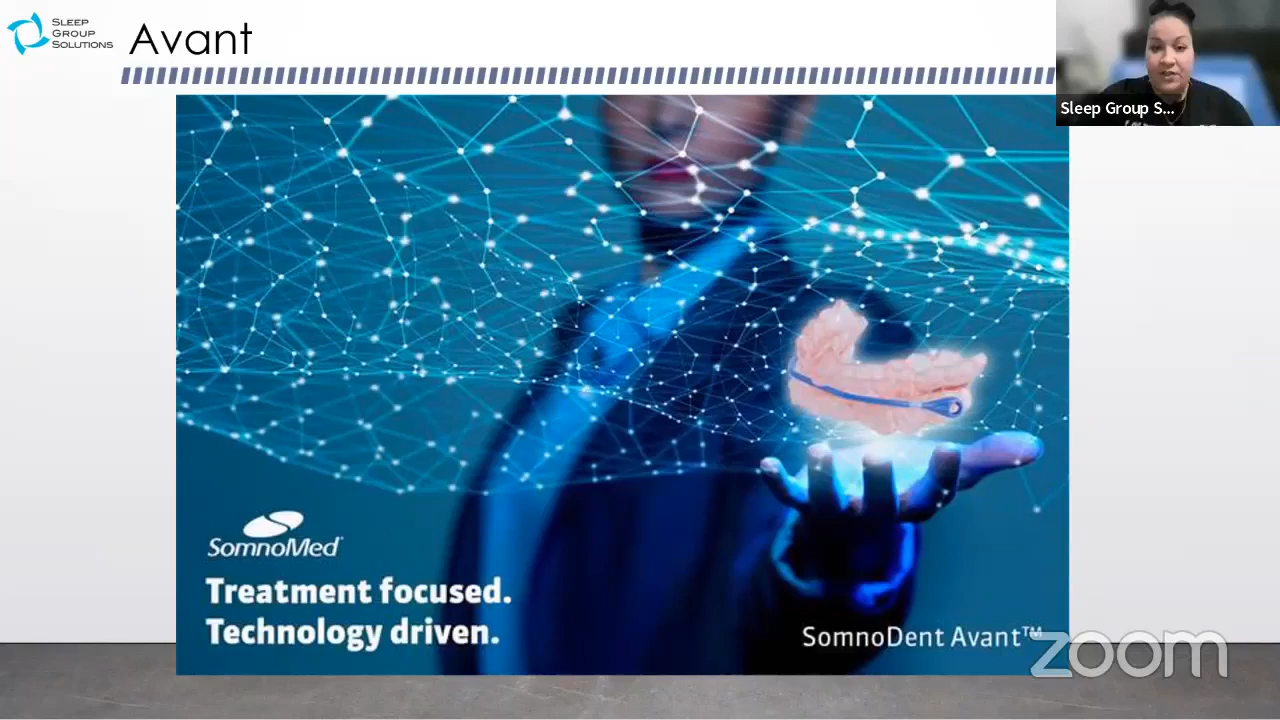 SLEEP
GROUP
SOLUTIONS
Avant
Sleep Group S...
SomnoMed
Treatment focused.
Technology driven.
SomnoDent Avant™
zoom